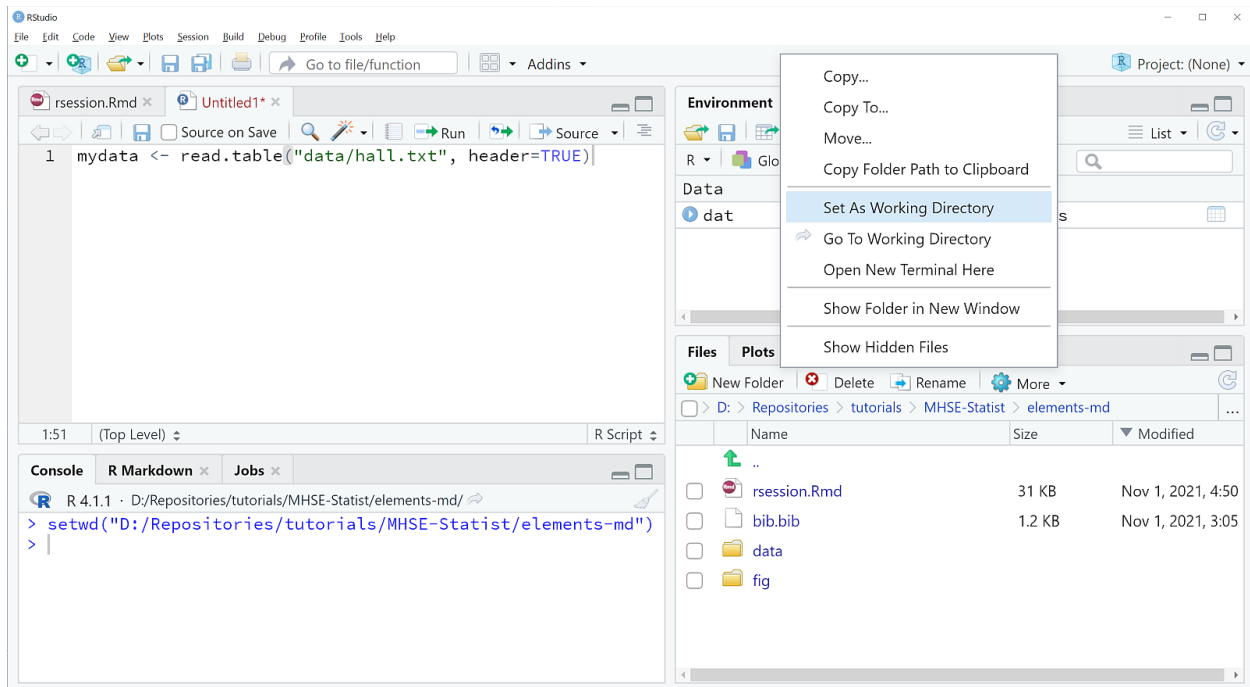 RStudio
File Edit Code View Plots Session Build Debug Profile Tools Help
Go to file/function Addins Project: (None)
rsession.Rmd Untitled1*
Source on Save Run Source
1 mydata <- read.table("data/hall.txt", header=TRUE)
1:51 (Top Level) R Script
Console R Markdown Jobs
R 4.1.1 · D:/Repositories/tutorials/MHSE-Statist/elements-md/
> setwd("D:/Repositories/tutorials/MHSE-Statist/elements-md")
>
Environment
List
R Glo
Data
dat s
Copy...
Copy To...
Move...
Copy Folder Path to Clipboard
Set As Working Directory
Go To Working Directory
Open New Terminal Here
Show Folder in New Window
Show Hidden Files
Files Plots
New Folder Delete Rename More
D: Repositories tutorials MHSE-Statist elements-md ...
Name Size Modified
..
rsession.Rmd 31 KB Nov 1, 2021, 4:50
bib.bib 1.2 KB Nov 1, 2021, 3:05
data
fig